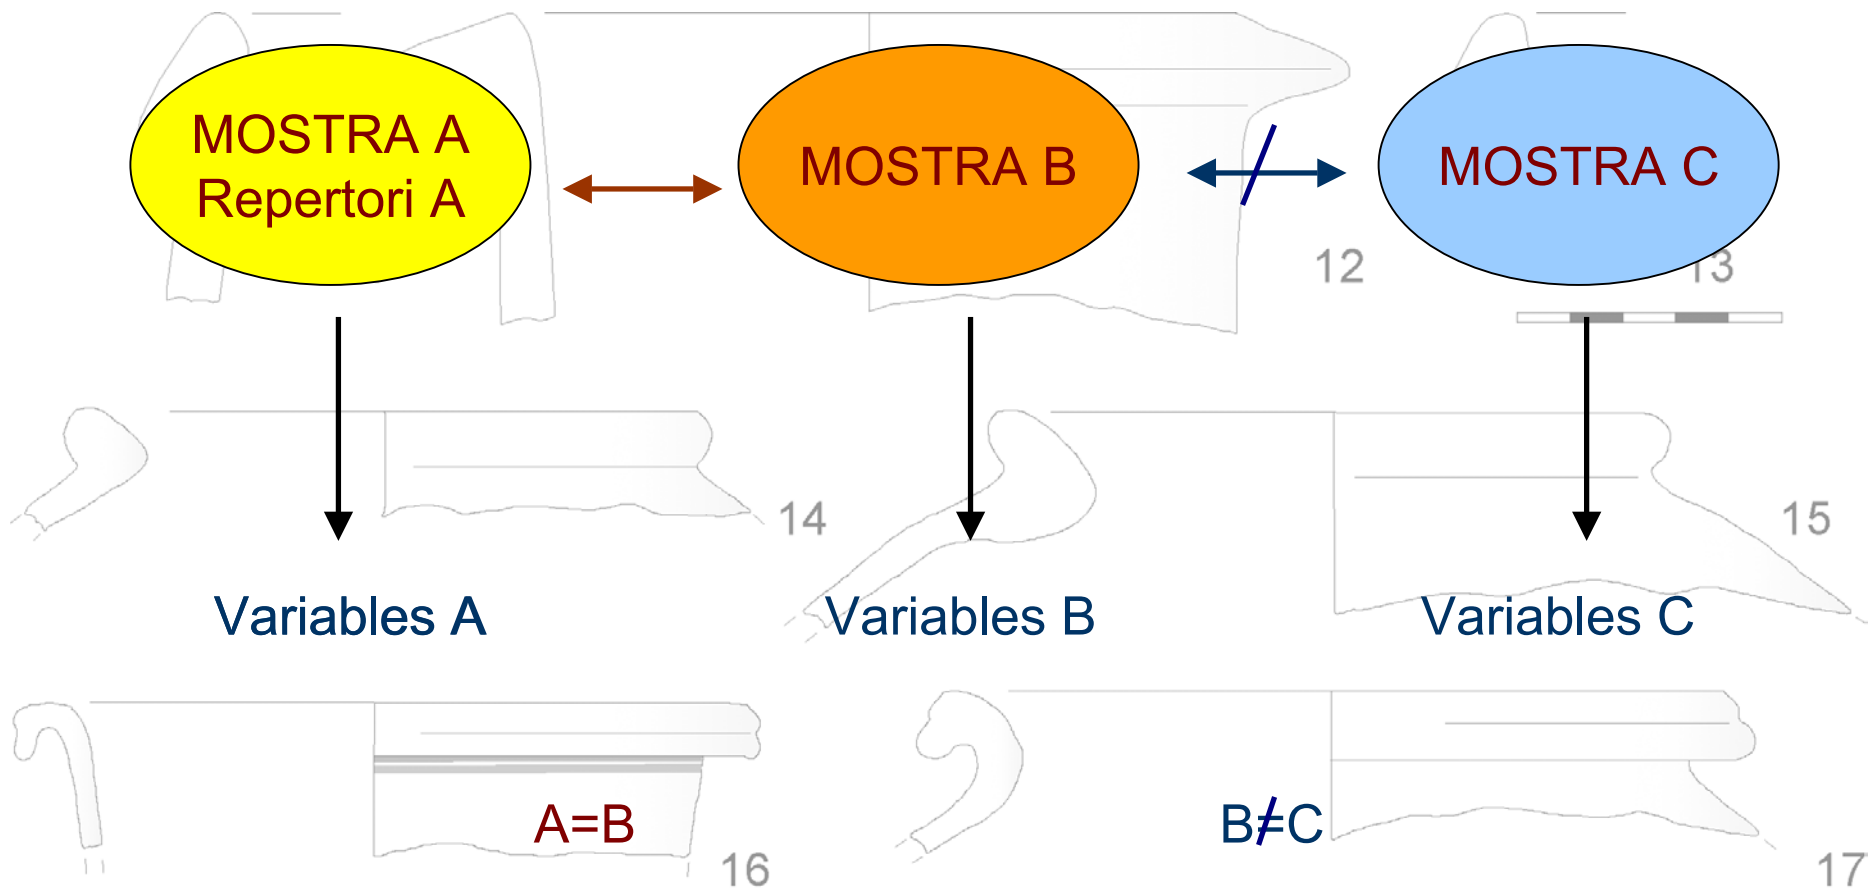 MOSTRA A
Repertori A
MOSTRA B
MOSTRA C
12
13
14
15
Variables A
Variables B
Variables C
A=B
B≠C
16
17